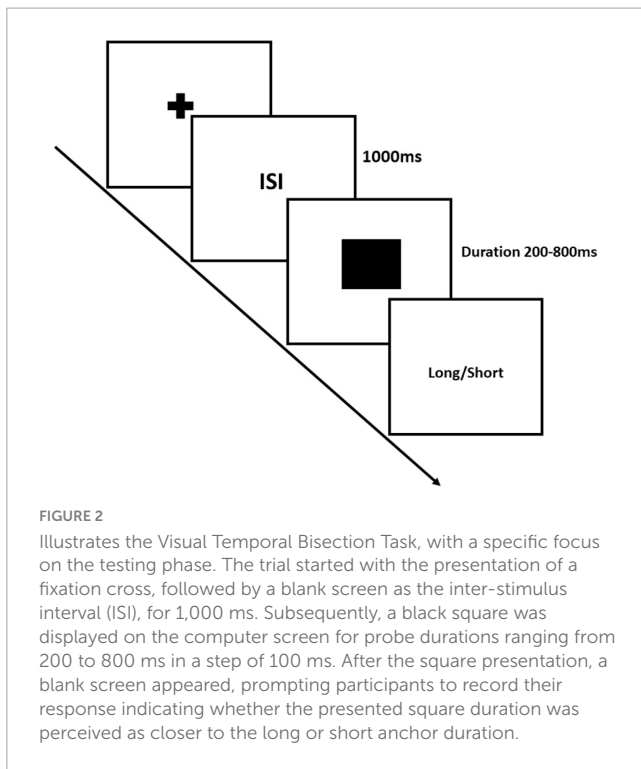 ISI
1000ms
Duration 200-800ms
Long/Short
FIGURE 2
Illustrates the Visual Temporal Bisection Task, with a specific focus
on the testing phase. The trial started with the presentation of a
fixation cross, followed by a blank screen as the inter-stimulus
interval (ISI), for 1,000 ms. Subsequently, a black square was
displayed on the computer screen for probe durations ranging from
200 to 800 ms in a step of 100 ms. After the square presentation, a
blank screen appeared, prompting participants to record their
response indicating whether the presented square duration was
perceived as closer to the long or short anchor duration.